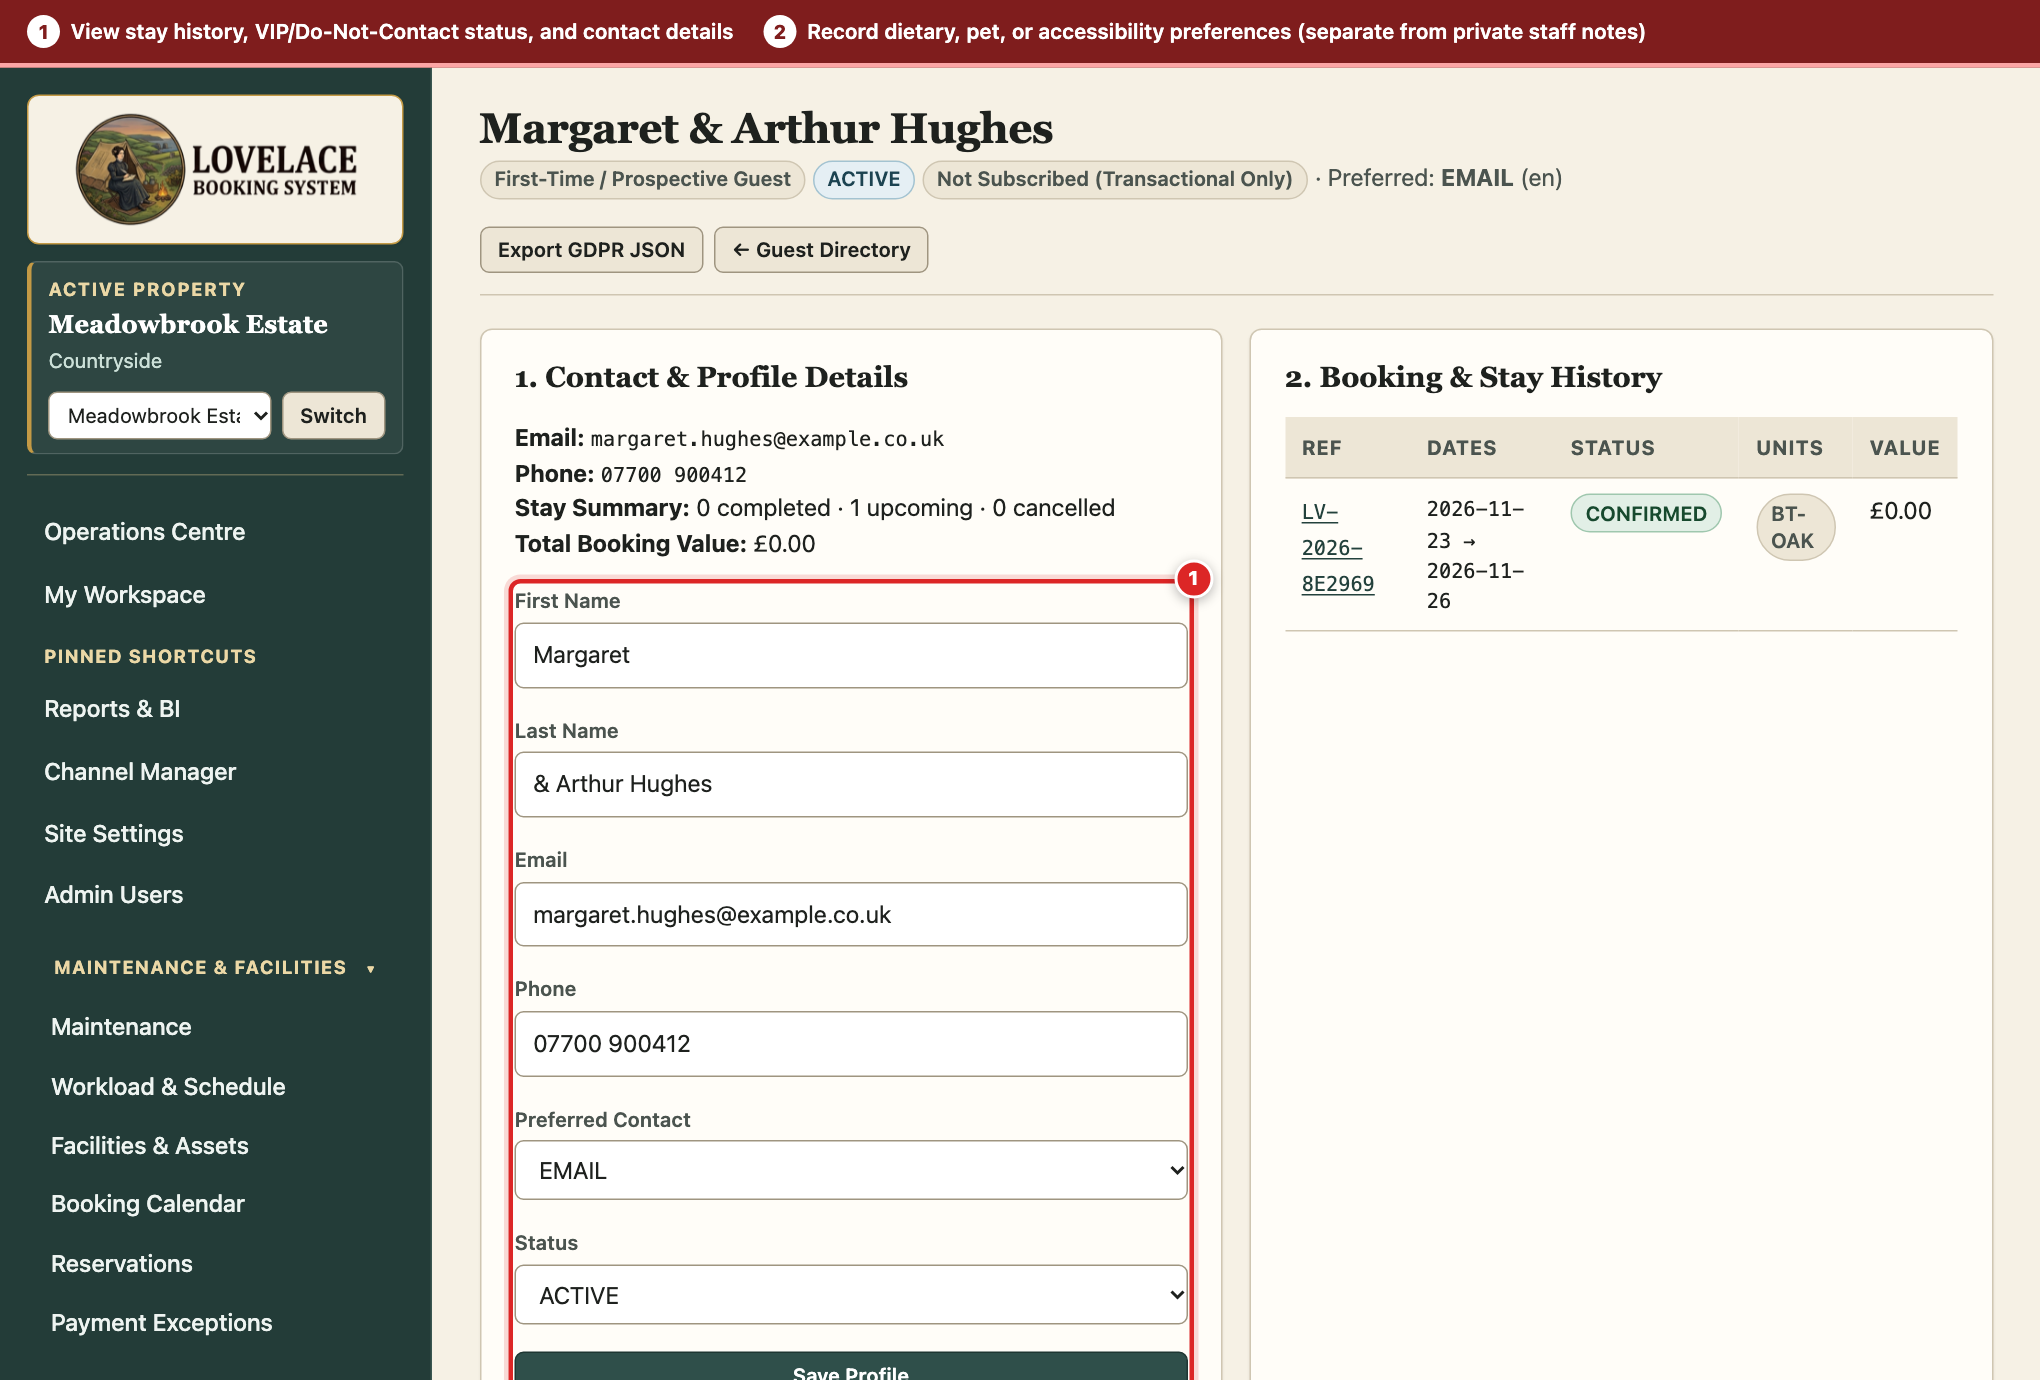 1 View stay history, VIP/Do-Not-Contact status, and contact details 2 Record dietary, pet, or accessibility preferences (separate from private staff notes)
LOVELACE
BOOKING SYSTEM
ACTIVE PROPERTY
Meadowbrook Estate
Countryside
Meadowbrook Esta Switch
Operations Centre
My Workspace
PINNED SHORTCUTS
Reports & BI
Channel Manager
Site Settings
Admin Users
MAINTENANCE & FACILITIES ▾
Maintenance
Workload & Schedule
Facilities & Assets
Booking Calendar
Reservations
Payment Exceptions
Margaret & Arthur Hughes
First-Time / Prospective Guest ACTIVE Not Subscribed (Transactional Only) · Preferred: EMAIL (en)
Export GDPR JSON ← Guest Directory
1. Contact & Profile Details
Email: margaret.hughes@example.co.uk
Phone: 07700 900412
Stay Summary: 0 completed · 1 upcoming · 0 cancelled
Total Booking Value: £0.00
1
First Name
Margaret
Last Name
& Arthur Hughes
Email
margaret.hughes@example.co.uk
Phone
07700 900412
Preferred Contact
EMAIL
Status
ACTIVE
Save Profile
2. Booking & Stay History
REF DATES STATUS UNITS VALUE
LV-2026-8E2969 2026-11-23 → 2026-11-26 CONFIRMED BT-OAK £0.00